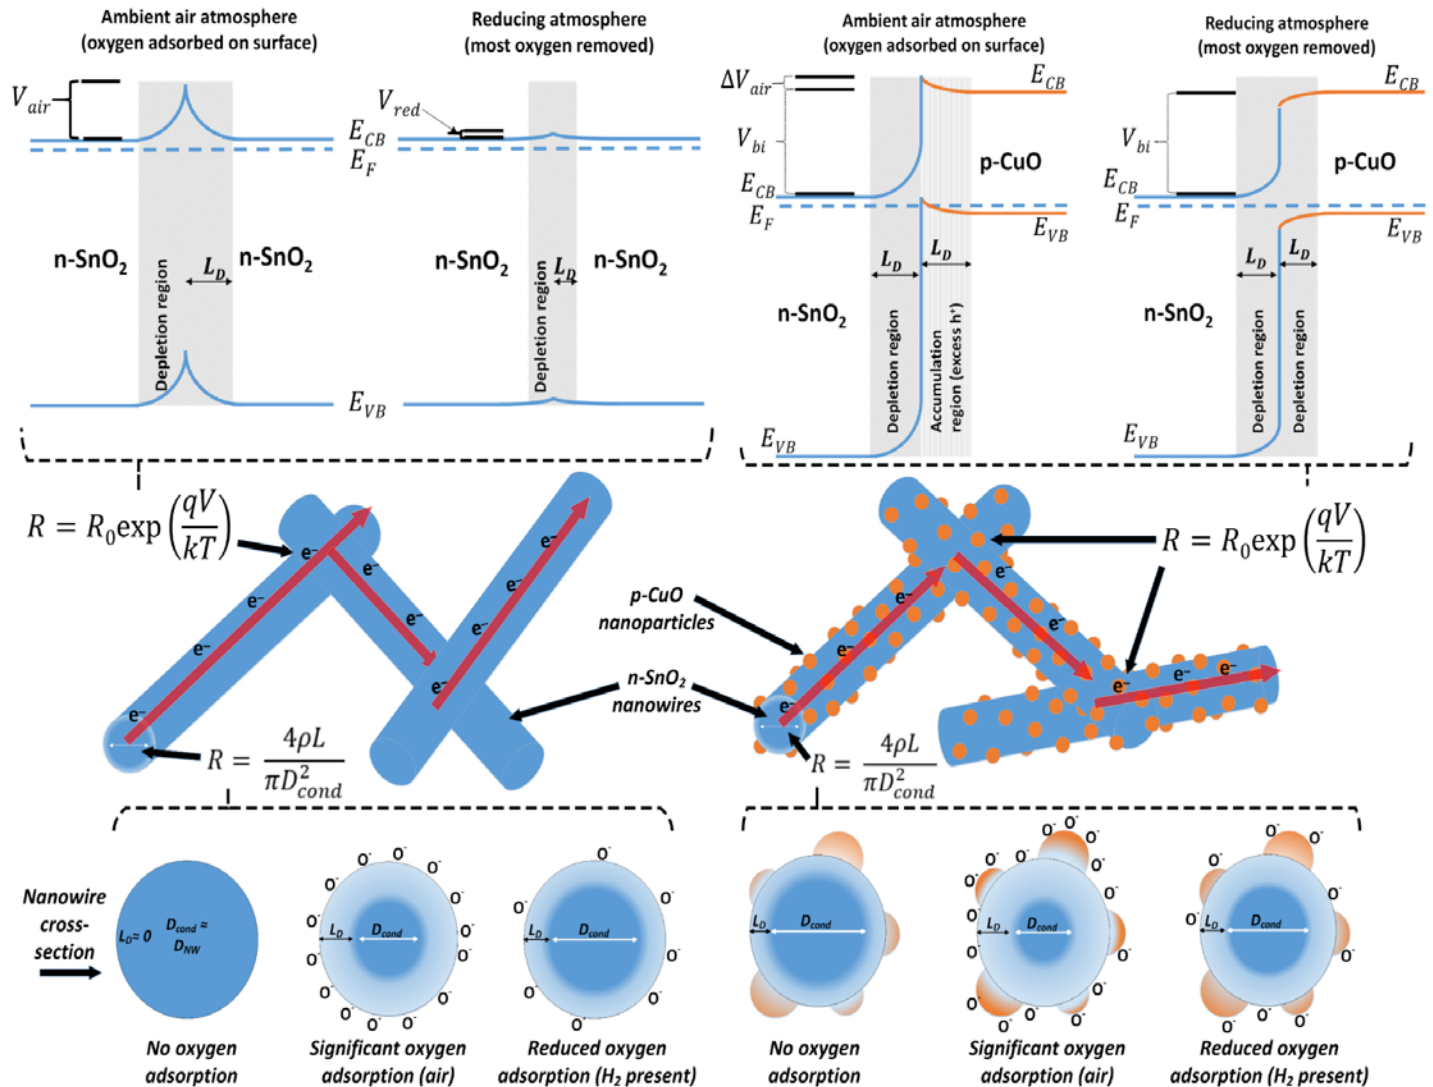 Ambient air atmosphere
(oxygen adsorbed on surface)
Reducing atmosphere
(most oxygen removed)
V_air
V_red
E_CB
E_F
n-SnO₂
n-SnO₂
n-SnO₂
n-SnO₂
L_D
L_D
Depletion region
Depletion region
E_VB
Ambient air atmosphere
(oxygen adsorbed on surface)
Reducing atmosphere
(most oxygen removed)
ΔV_air
V_bi
E_CB
E_CB
E_F
p-CuO
E_VB
L_D
L_D
n-SnO₂
Depletion region
Accumulation
region (excess h⁺)
E_VB
V_bi
E_CB
E_CB
E_F
p-CuO
E_VB
L_D
L_D
n-SnO₂
Depletion region
Depletion region
E_VB
R = R₀exp(qV/kT)
e⁻
e⁻
e⁻
e⁻
e⁻
e⁻
e⁻
e⁻
e⁻
e⁻
R = 4ρL/πD²_cond
p-CuO
nanoparticles
n-SnO₂
nanowires
R = R₀exp(qV/kT)
e⁻
e⁻
e⁻
e⁻
e⁻
e⁻
e⁻
e⁻
R = 4ρL/πD²_cond
Nanowire
cross-
section
L_D≈ 0
D_cond ≈
D_NW
No oxygen
adsorption
O⁻ O⁻ O⁻ O⁻ O⁻ O⁻ O⁻ O⁻ O⁻ O⁻ O⁻ O⁻ O⁻ O⁻ O⁻ O⁻
L_D
D_cond
Significant oxygen
adsorption (air)
O⁻ O⁻ O⁻ O⁻ O⁻ O⁻
L_D
D_cond
Reduced oxygen
adsorption (H₂ present)
L_D
D_cond
No oxygen
adsorption
O⁻ O⁻ O⁻ O⁻ O⁻ O⁻ O⁻ O⁻ O⁻ O⁻ O⁻ O⁻ O⁻ O⁻ O⁻ O⁻
L_D
D_cond
Significant oxygen
adsorption (air)
O⁻ O⁻ O⁻ O⁻ O⁻ O⁻ O⁻ O⁻
L_D
D_cond
Reduced oxygen
adsorption (H₂ present)